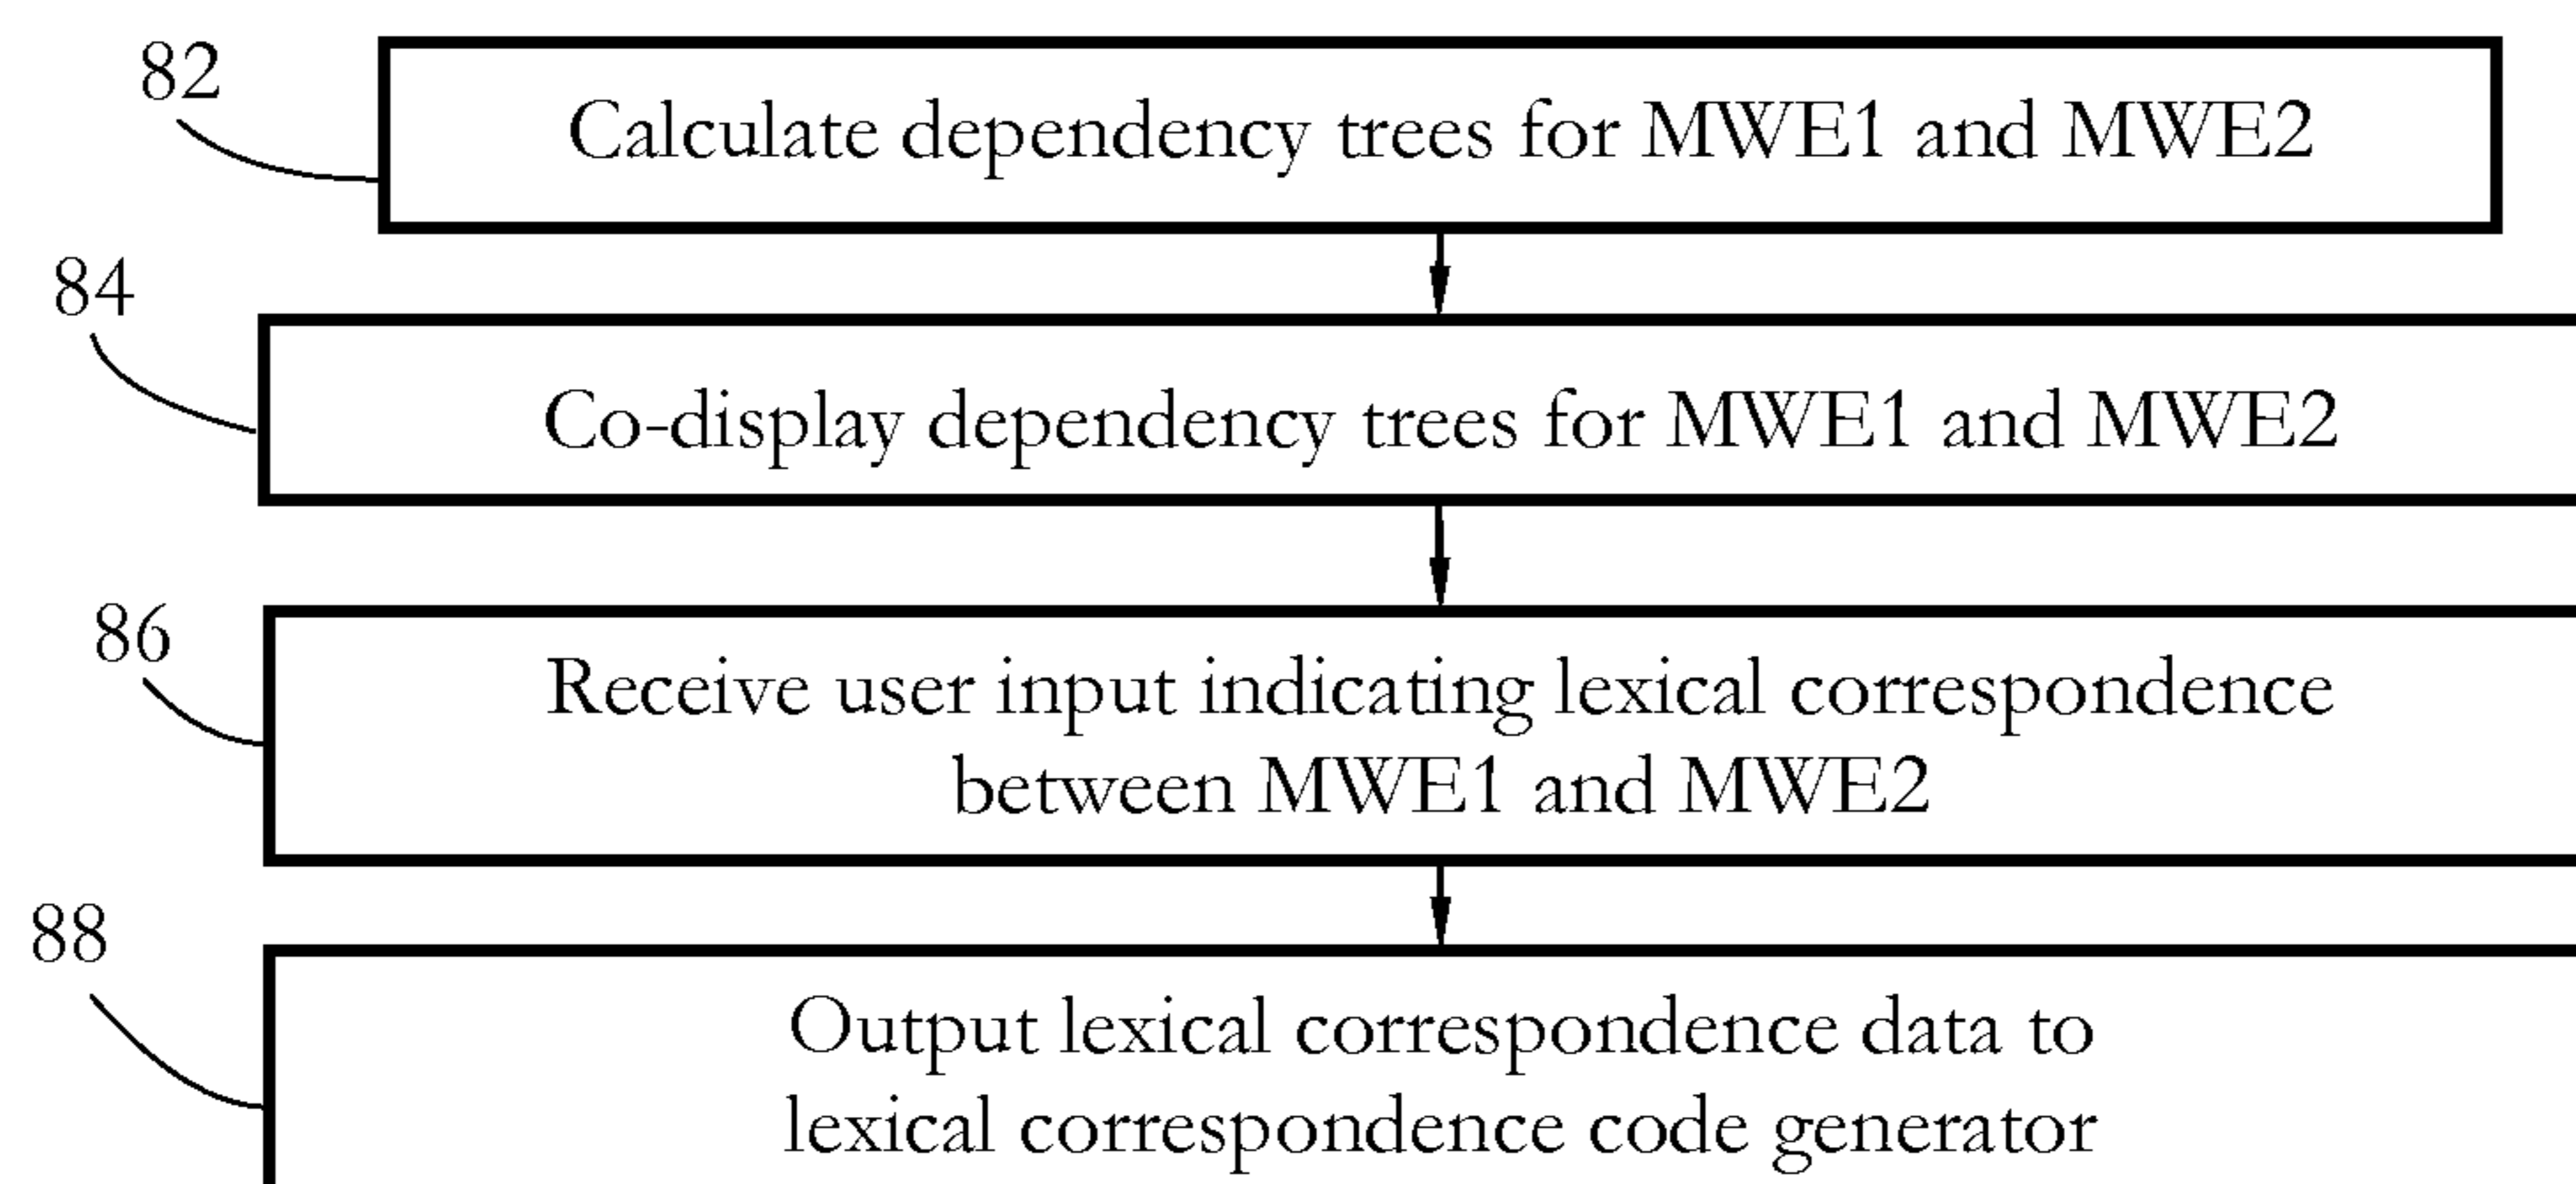 82
Calculate dependency trees for MWE1 and MWE2
84
Co-display dependency trees for MWE1 and MWE2
86
Receive user input indicating lexical correspondence
between MWE1 and MWE2
88
Output lexical correspondence data to
lexical correspondence code generator